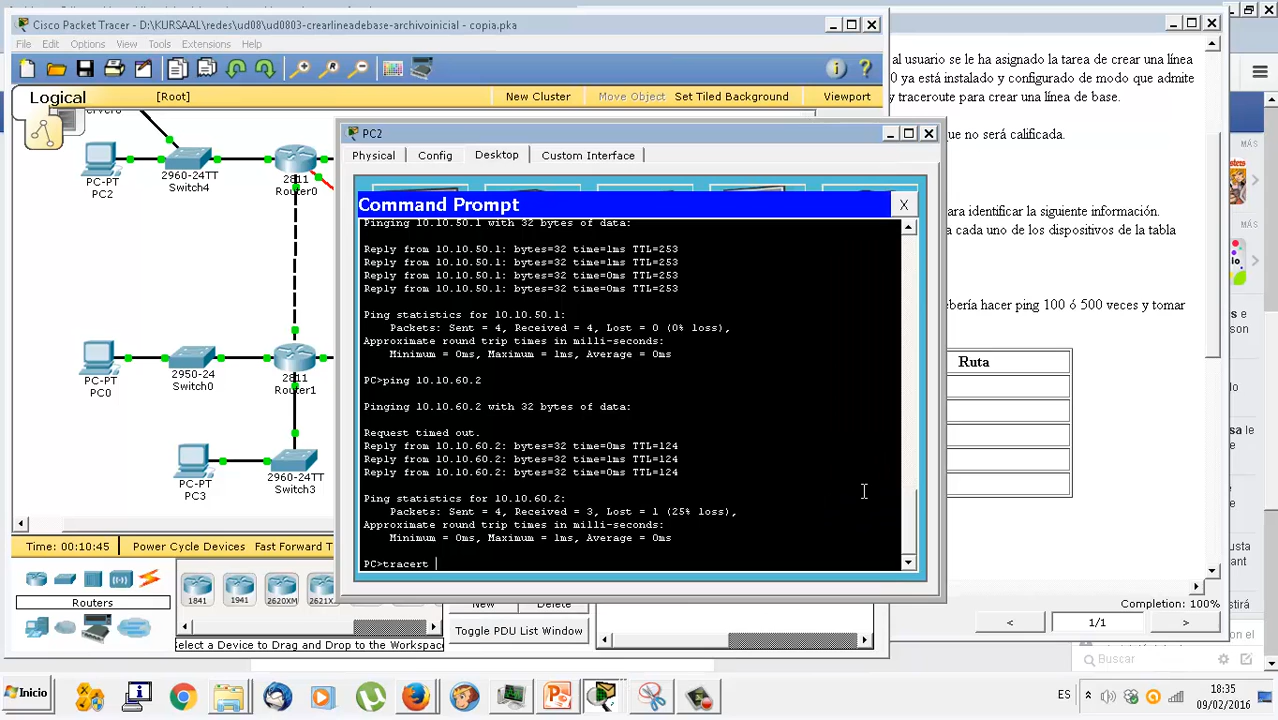 Cisco Packet Tracer - D:\KURSAAL\redes\ud08\ud0803-crearlineadebase-archivoinicial - copia.pka
File Edit Options View Tools Extensions Help
Logical
[Root]
New Cluster
Move Object
Set Tiled Background
Viewport
PC-PT
PC2
2960-24TT
Switch4
2811
Router0
PC-PT
PC0
2950-24
Switch0
2811
Router1
PC-PT
PC3
2960-24TT
Switch3
PC2
Physical
Config
Desktop
Custom Interface
Command Prompt
X
Pinging 10.10.50.1 with 32 bytes of data:
Reply from 10.10.50.1: bytes=32 time=1ms TTL=253
Reply from 10.10.50.1: bytes=32 time=1ms TTL=253
Reply from 10.10.50.1: bytes=32 time=0ms TTL=253
Reply from 10.10.50.1: bytes=32 time=0ms TTL=253
Ping statistics for 10.10.50.1:
Packets: Sent = 4, Received = 4, Lost = 0 (0% loss),
Approximate round trip times in milli-seconds:
Minimum = 0ms, Maximum = 1ms, Average = 0ms
PC>ping 10.10.60.2
Pinging 10.10.60.2 with 32 bytes of data:
Request timed out.
Reply from 10.10.60.2: bytes=32 time=0ms TTL=124
Reply from 10.10.60.2: bytes=32 time=1ms TTL=124
Reply from 10.10.60.2: bytes=32 time=0ms TTL=124
Ping statistics for 10.10.60.2:
Packets: Sent = 4, Received = 3, Lost = 1 (25% loss),
Approximate round trip times in milli-seconds:
Minimum = 0ms, Maximum = 1ms, Average = 0ms
PC>tracert
al usuario se le ha asignado la tarea de crear una línea
0 ya está instalado y configurado de modo que admite
y traceroute para crear una línea de base.
que no será calificada.
ara identificar la siguiente información.
a cada uno de los dispositivos de la tabla
ebería hacer ping 100 ó 500 veces y tomar
Ruta
Completion: 100%
<
1/1
>
Time: 00:10:45
Power Cycle Devices
Fast Forward T
Routers
1841
1941
2620XM
2621X
Select a Device to Drag and Drop to the Workspac
New
Delete
Toggle PDU List Window
MÁS
MÁS
MÁS
lo
s e
son
sa le
usta
ant
stirá
on el
Buscar
Inicio
ES
18:35
09/02/2016